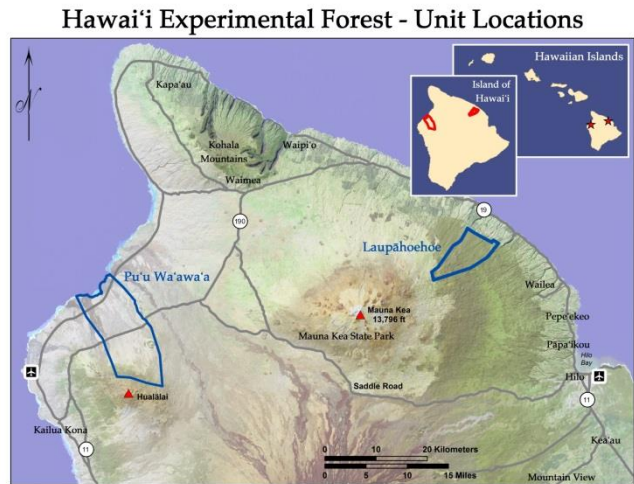 Hawai‘i Experimental Forest - Unit Locations
N
Hawaiian Islands
Island of
Hawai‘i
Kapa‘au
Kohala
Mountains
Waipi‘o
Waimea
19
190
Laupāhoehoe
Pu‘u Wa‘awa‘a
Wailea
Mauna Kea
13,796 ft
Pepe‘ekeo
Mauna Kea State Park
Pāpa‘ikou
Hilo
Bay
Saddle Road
Hilo
Hualālai
11
Kailua Kona
Kea‘au
11
0 10 20 Kilometers
0 5 10 15 Miles
Mountain View